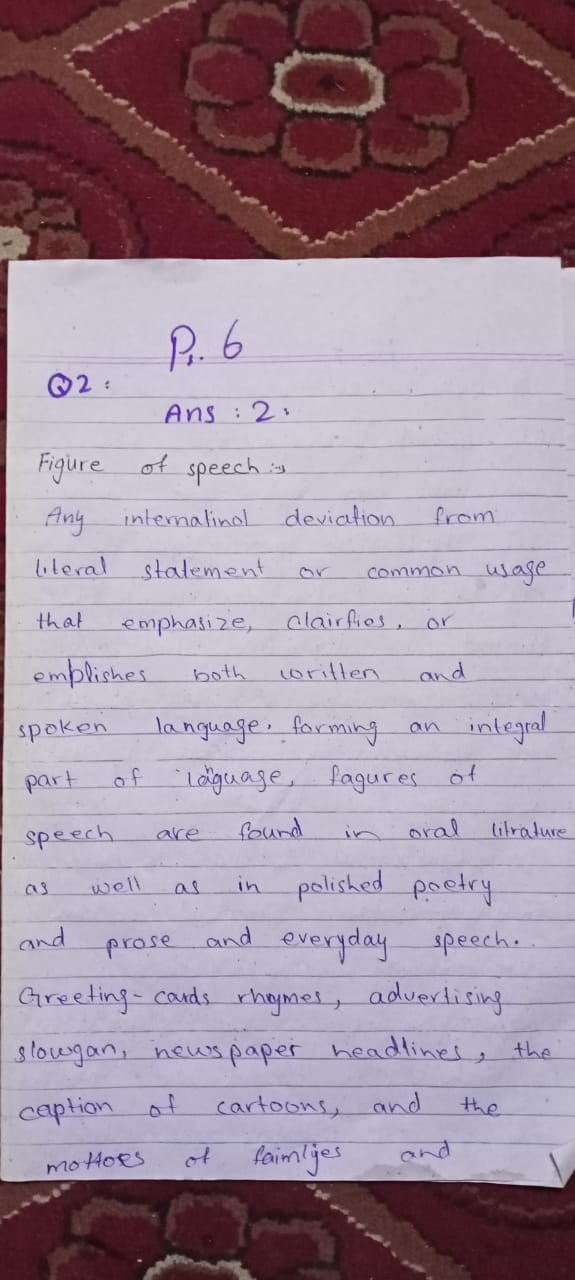 P. 6
Q2:
Ans : 2.
Figure of speech :-
Any internatinol deviation from
literal statement or common usage
that emphasize, clairfies, or
emplishes both written and
spoken language. forming an integral
part of laguage, fagures of
speech are found in oral litrature
as well as in polished poetry
and prose and everyday speech.
Greeting-cards rhymes, advertising
slowgan, newspaper headlines, the
caption of cartoons, and the
mottoes of faimlyes and